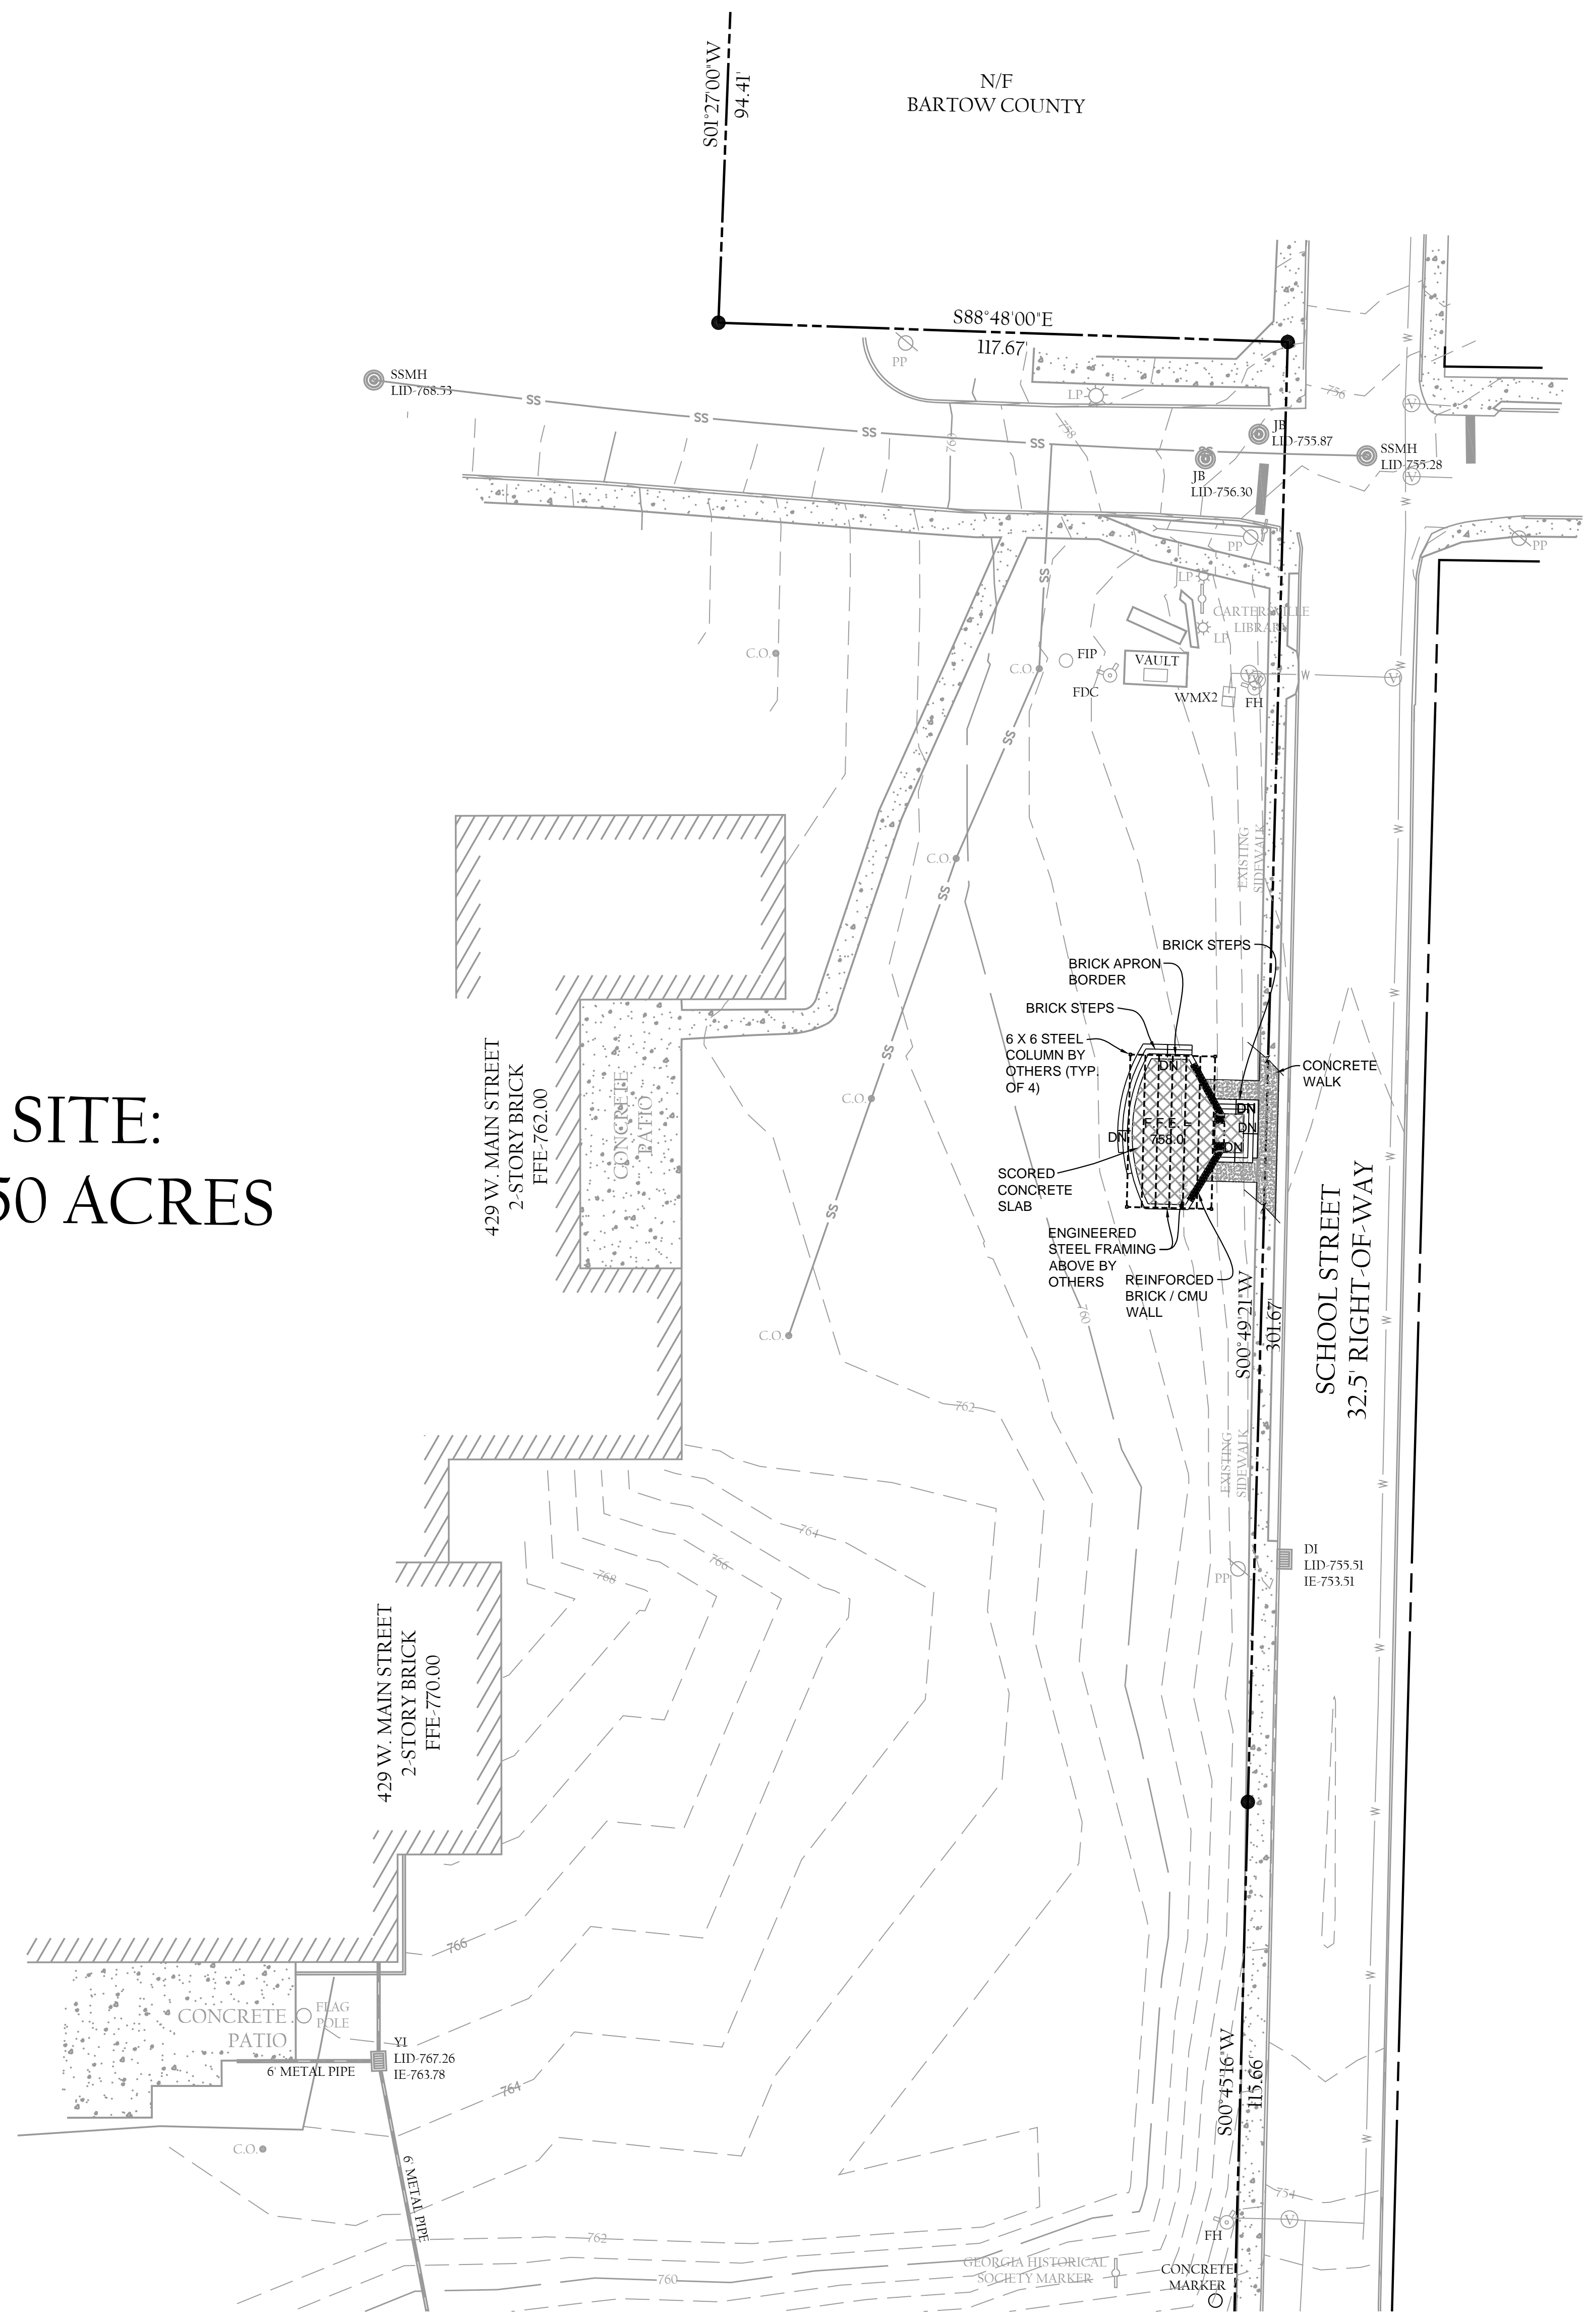 S01°27'00"W
94.41'
N/F
BARTOW COUNTY
S88°48'00"E
117.67'
PP
SSMH
LID-768.53
LP
756
V
SS
SS
SS
SS
SS
760
758
JB
LID-755.87
SSMH
LID-755.28
V
JB
LID-756.30
W
PP
PP
SS
LP
CARTERSVILLE
LIBRARY
LP
C.O.
C.O.
FIP
VAULT
FDC
WMX2
FH
V
W
V
W
SS
W
C.O.
SS
EXISTING
SIDEWALK
BRICK STEPS
BRICK APRON
BORDER
BRICK STEPS
6 X 6 STEEL
COLUMN BY
OTHERS (TYP.
OF 4)
CONCRETE
WALK
W
SS
C.O.
DN
DN
DN
DN
DN
F.F.E. =
758.0
SCORED
CONCRETE
SLAB
ENGINEERED
STEEL FRAMING
ABOVE BY
OTHERS
REINFORCED
BRICK / CMU
WALL
SITE:
50 ACRES
429 W. MAIN STREET
2-STORY BRICK
FFE-762.00
CONCRETE
PATIO
SS
W
W
SCHOOL STREET
32.5' RIGHT-OF-WAY
S00°49'21"W
301.67'
760
C.O.
W
762
W
EXISTING
SIDEWALK
W
764
766
768
PP
DI
LID-755.51
IE-753.51
429 W. MAIN STREET
2-STORY BRICK
FFE-770.00
W
W
766
W
CONCRETE
PATIO
FLAG
POLE
YI
LID-767.26
IE-763.78
6' METAL PIPE
764
S00°45'16"W
115.66'
W
C.O.
6' METAL PIPE
754
FH
V
762
760
GEORGIA HISTORICAL
SOCIETY MARKER
CONCRETE
MARKER